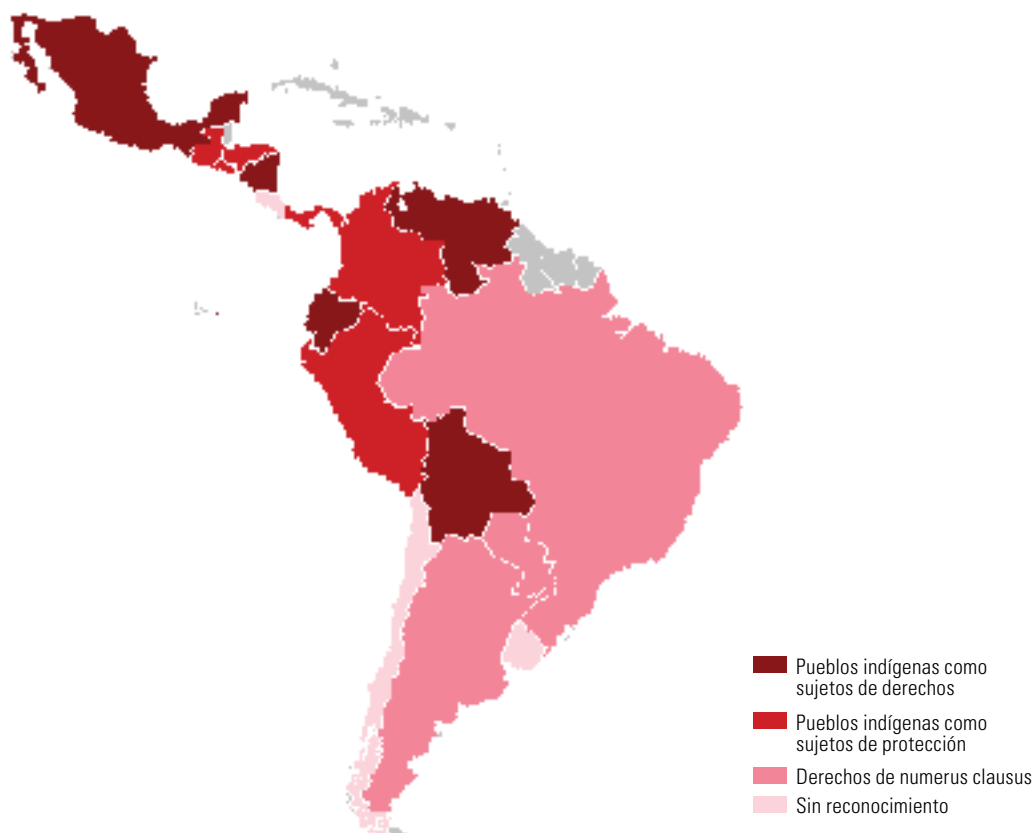 Pueblos indígenas como
sujetos de derechos
Pueblos indígenas como
sujetos de protección
Derechos de numerus clausus
Sin reconocimiento